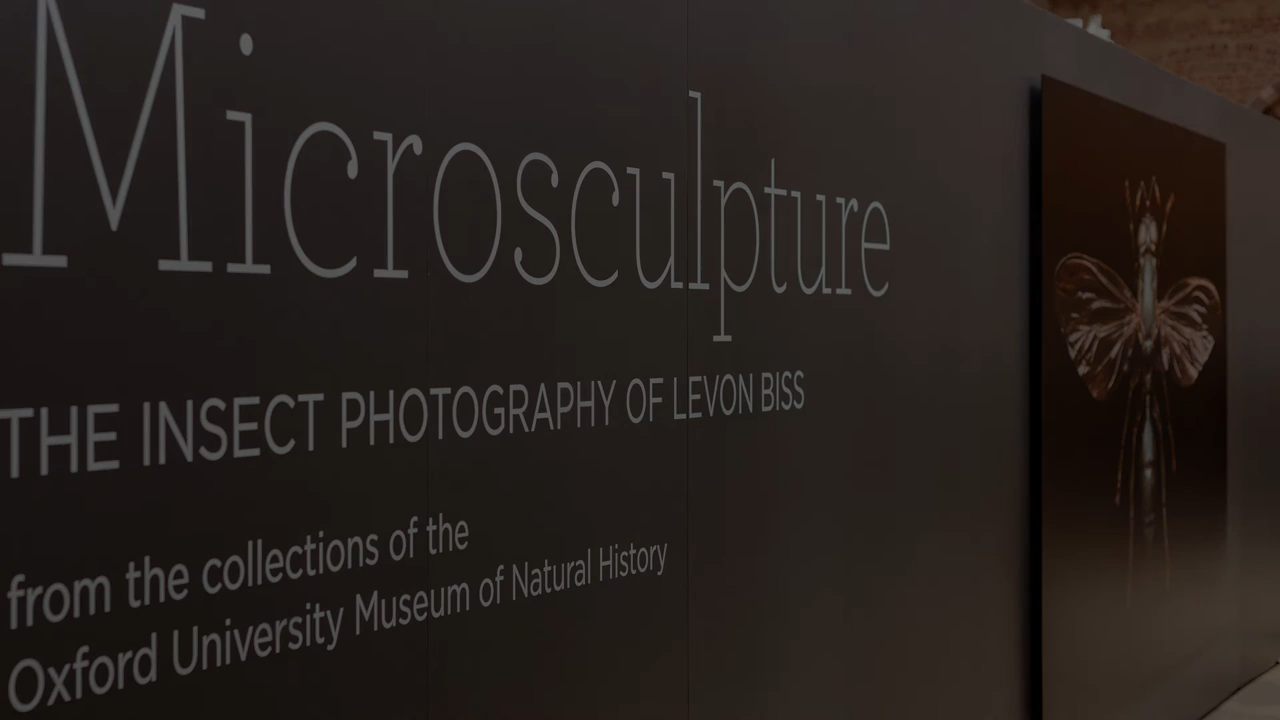 Microsculpture
THE INSECT PHOTOGRAPHY OF LEVON BISS
from the collections of the
Oxford University Museum of Natural History